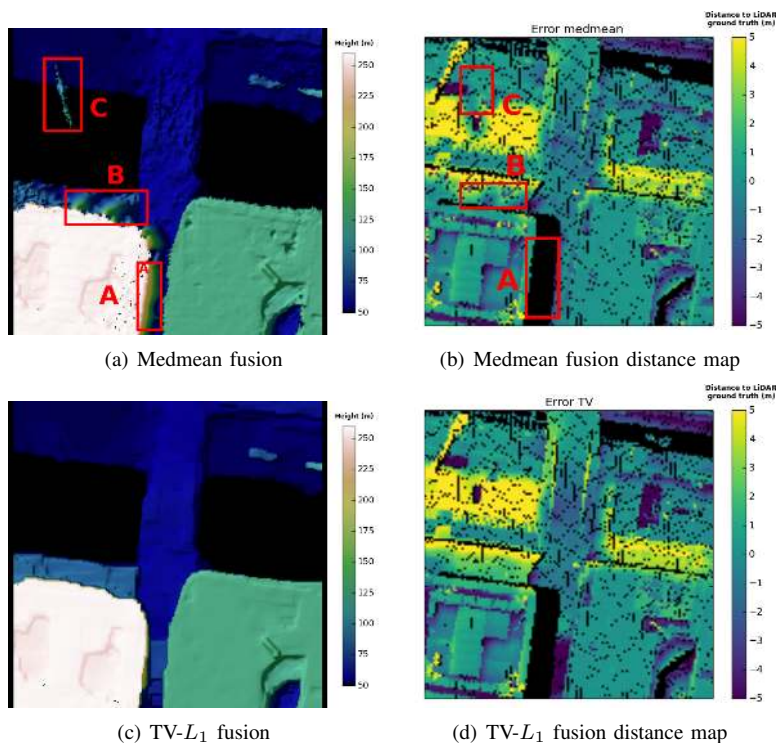 Height (m)
250
225
200
175
150
125
100
75
50
C
B
A
A
Error medmean
Distance to LiDAR
ground truth (m)
5
4
3
2
1
0
−1
−2
−3
−4
−5
C
B
A
(a) Medmean fusion
(b) Medmean fusion distance map
Height (m)
250
225
200
175
150
125
100
75
50
Error TV
Distance to LiDAR
ground truth (m)
5
4
3
2
1
0
−1
−2
−3
−4
−5
(c) TV-L₁ fusion
(d) TV-L₁ fusion distance map